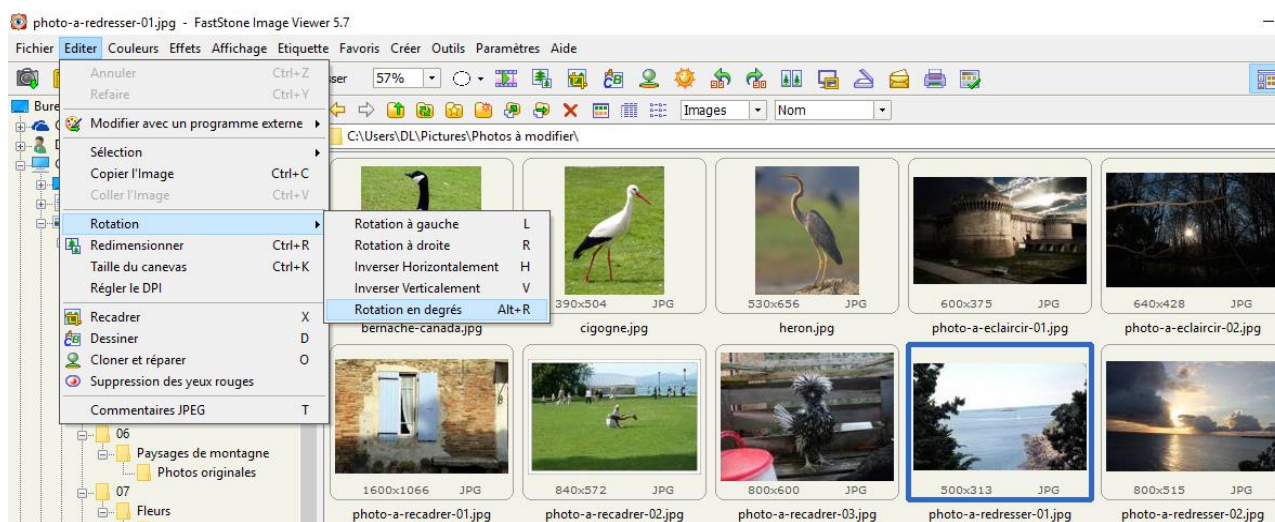 photo-a-redresser-01.jpg - FastStone Image Viewer 5.7
Fichier Editer Couleurs Effets Affichage Etiquette Favoris Créer Outils Paramètres Aide
57%
Images Nom
C:\Users\DL\Pictures\Photos à modifier\
Bure
Annuler Ctrl+Z
Refaire Ctrl+Y
Modifier avec un programme externe
Sélection
Copier l'Image Ctrl+C
Coller l'Image Ctrl+V
Rotation
Redimensionner Ctrl+R
Taille du canevas Ctrl+K
Régler le DPI
Recadrer X
Dessiner D
Cloner et réparer O
Suppression des yeux rouges
Commentaires JPEG T
Rotation à gauche L
Rotation à droite R
Inverser Horizontalement H
Inverser Verticalement V
Rotation en degrés Alt+R
06
Paysages de montagne
Photos originales
07
Fleurs
390x504 JPG
530x656 JPG
600x375 JPG
640x428 JPG
bernache-canada.jpg
cigogne.jpg
heron.jpg
photo-a-eclaircir-01.jpg
photo-a-eclaircir-02.jpg
1600x1066 JPG
840x572 JPG
800x600 JPG
500x313 JPG
800x515 JPG
photo-a-recadrer-01.jpg
photo-a-recadrer-02.jpg
photo-a-recadrer-03.jpg
photo-a-redresser-01.jpg
photo-a-redresser-02.jpg